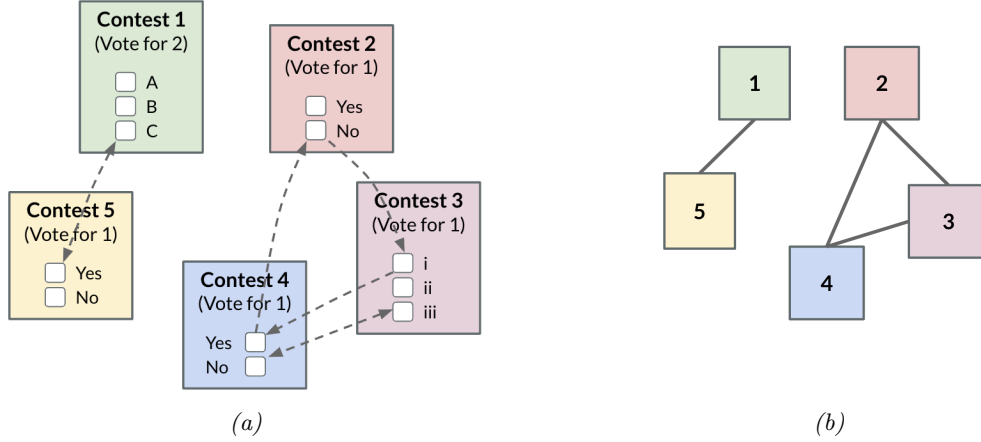 Contest 1
(Vote for 2)
A
B
C
Contest 2
(Vote for 1)
Yes
No
Contest 5
(Vote for 1)
Yes
No
Contest 3
(Vote for 1)
i
ii
iii
Contest 4
(Vote for 1)
Yes
No
(a)
1
2
5
3
4
(b)